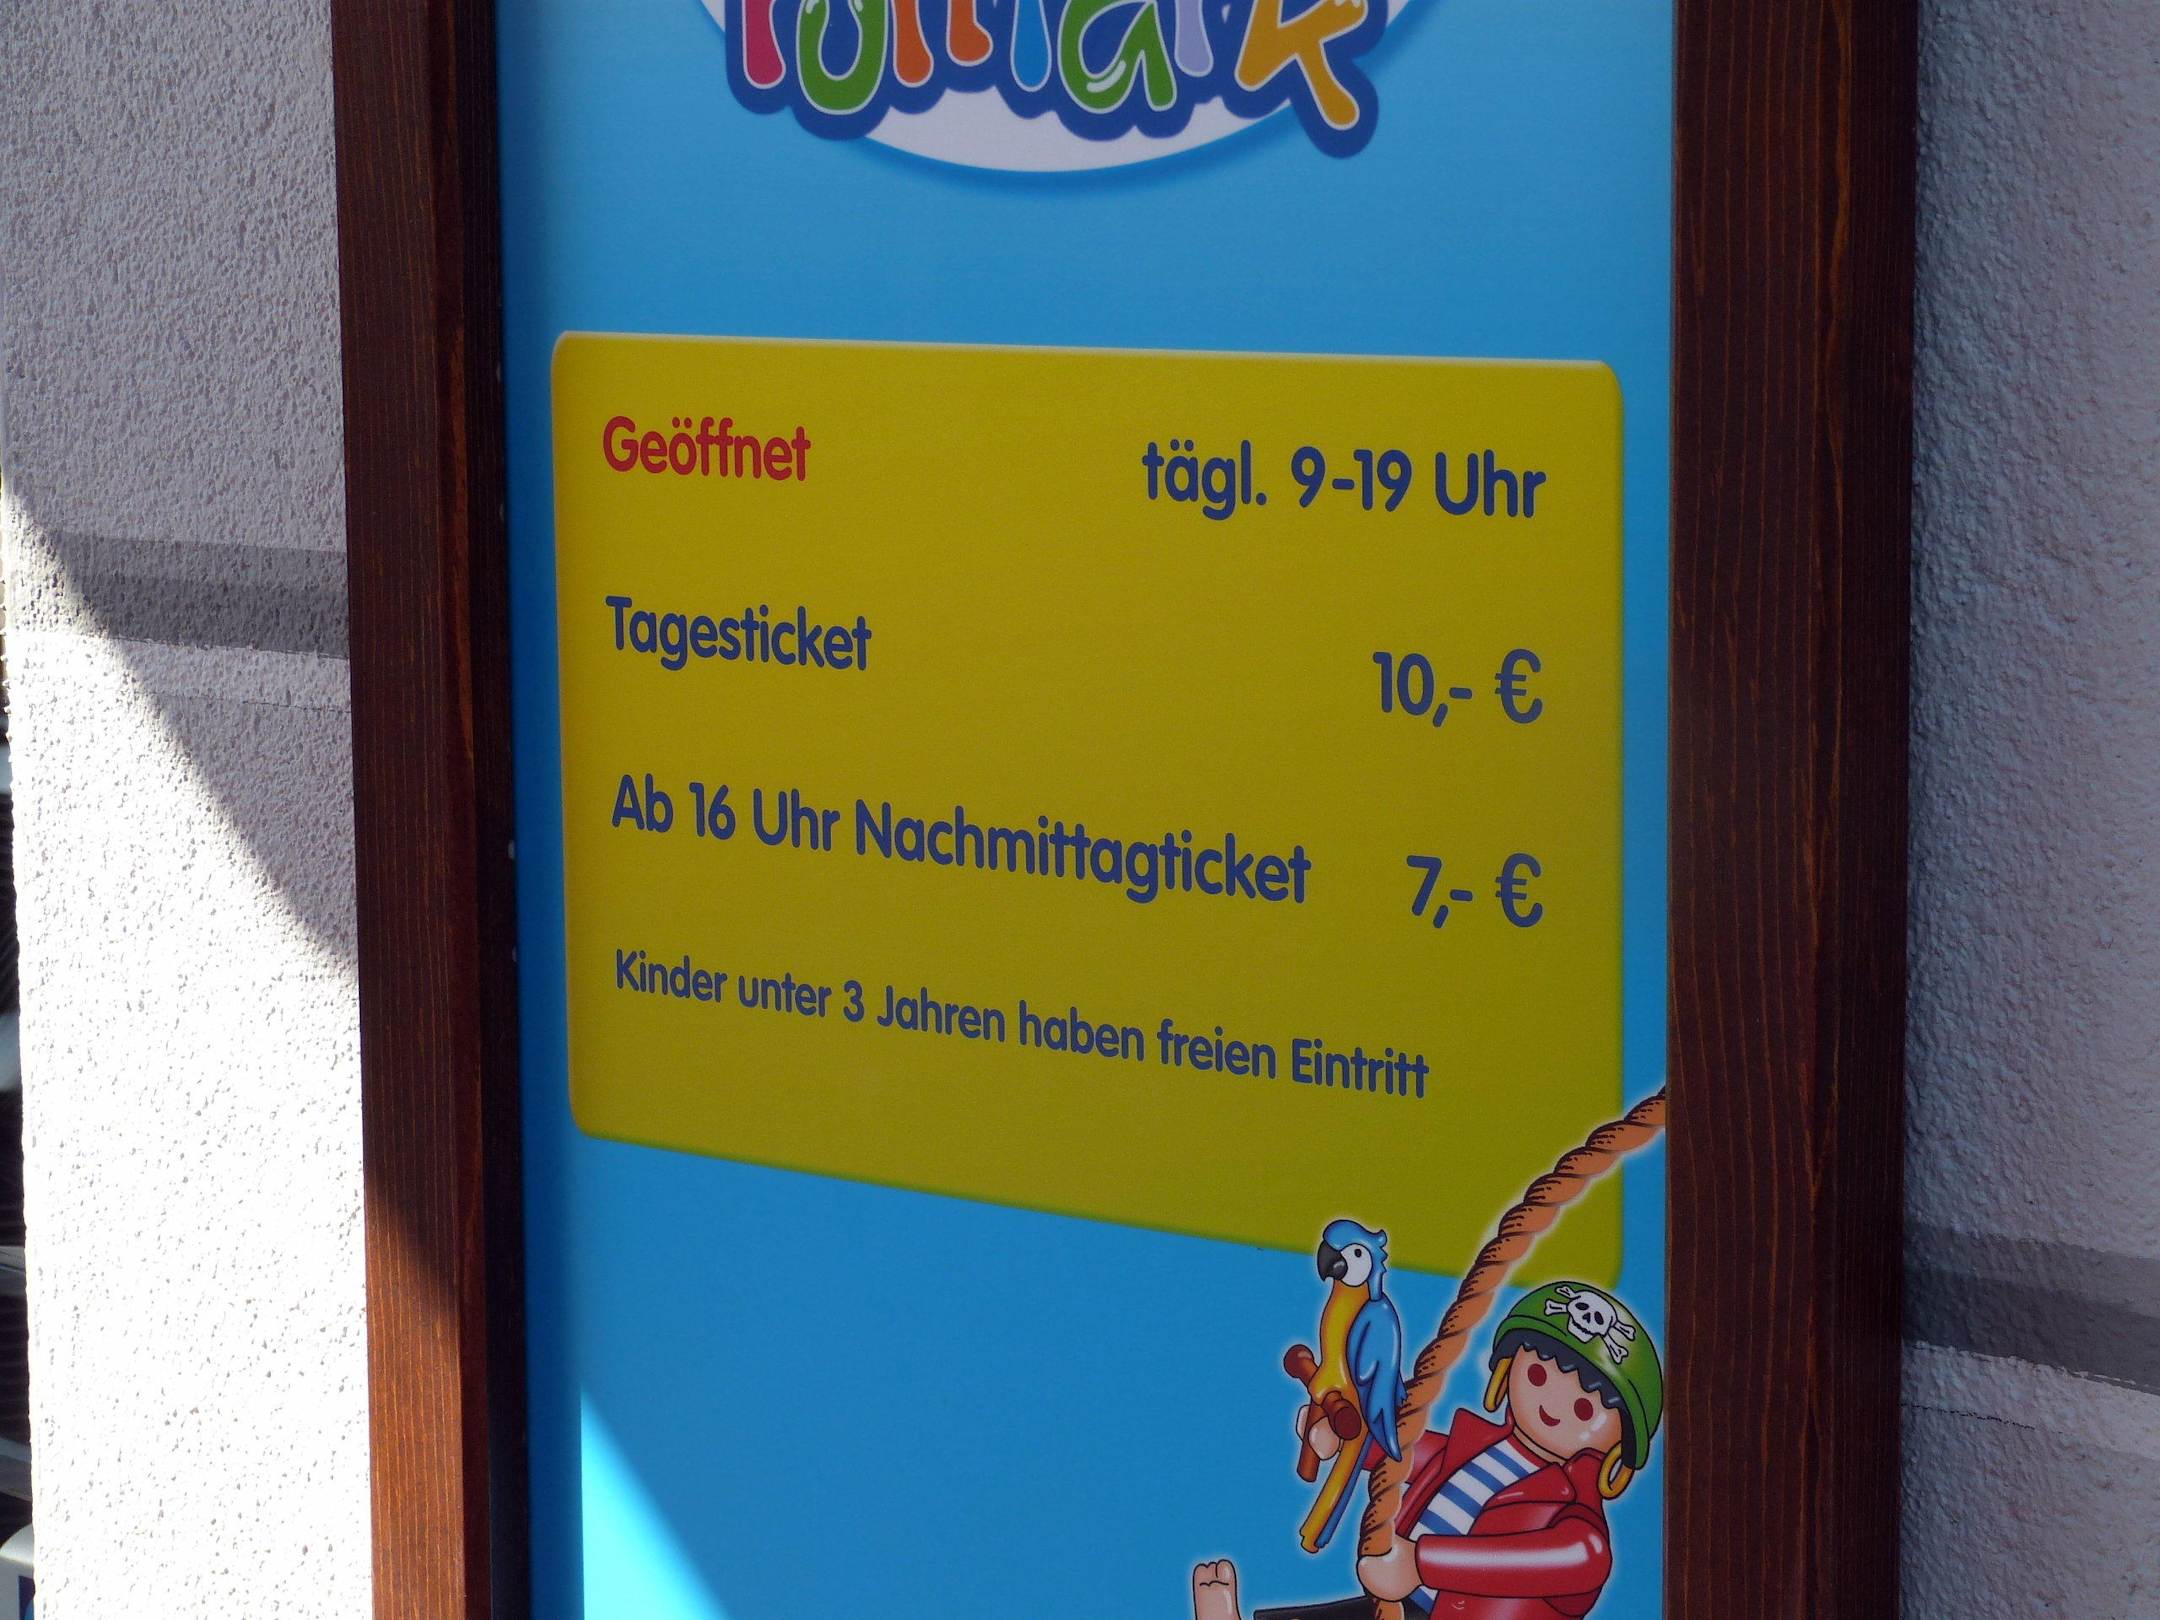 Geöffnet tägl. 9-19 Uhr
Tagesticket 10,- €
Ab 16 Uhr Nachmittagticket 7,- €
Kinder unter 3 Jahren haben freien Eintritt